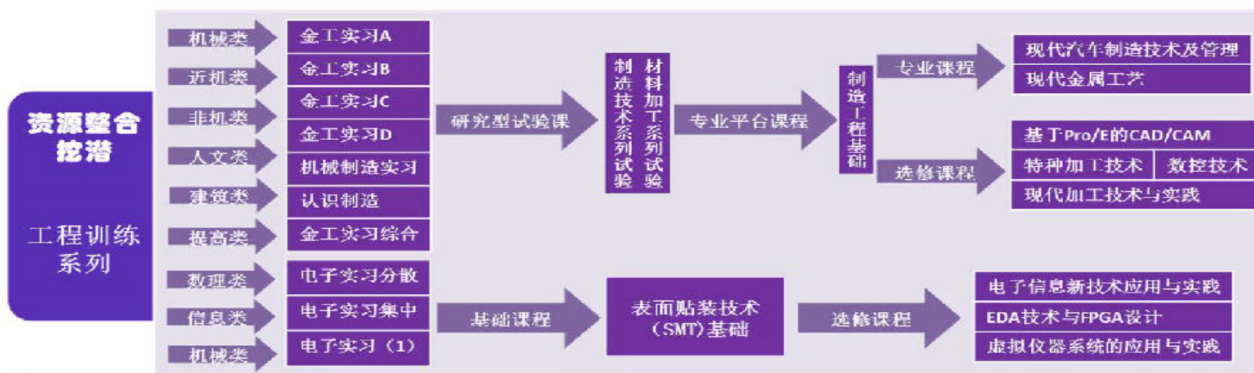 资源整合
挖潜
工程训练
系列
机械类
近机类
非机类
人文类
建筑类
提高类
数理类
信息类
机械类
金工实习A
金工实习B
金工实习C
金工实习D
机械制造实习
认识制造
金工实习综合
电子实习分散
电子实习集中
电子实习（1）
研究型试验课
制造技术系列试验
材料加工系列试验
专业平台课程
制造工程基础
专业课程
现代汽车制造技术及管理
现代金属工艺
选修课程
基于Pro/E的CAD/CAM
特种加工技术
数控技术
现代加工技术与实践
基础课程
表面贴装技术
(SMT)基础
选修课程
电子信息新技术应用与实践
EDA技术与FPGA设计
虚拟仪器系统的应用与实践